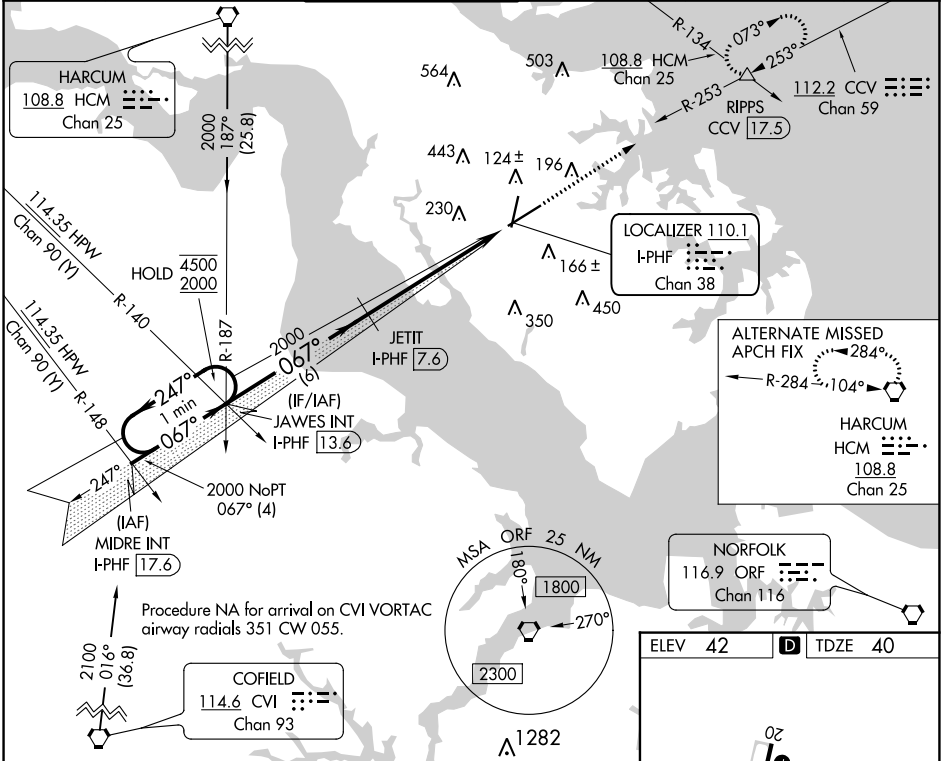 HARCUM
108.8 HCM
Chan 25
2000
187°
(25.8)
564
503
108.8 HCM
Chan 25
R-134
073°
253°
R-253
RIPPS
CCV 17.5
112.2 CCV
Chan 59
443
124±
196
230
166±
450
350
LOCALIZER 110.1
I-PHF
Chan 38
114.35 HPW
Chan 90 (Y)
R-140
HOLD 4500
2000
R-187
114.35 HPW
Chan 90 (Y)
R-148
2000
067°
(6)
JETIT
I-PHF 7.6
247°
1 min
067°
(IF/IAF)
JAWES INT
I-PHF 13.6
247°
2000 NoPT
067° (4)
(IAF)
MIDRE INT
I-PHF 17.6
ALTERNATE MISSED
APCH FIX
284°
R-284
104°
HARCUM
HCM
108.8
Chan 25
Procedure NA for arrival on CVI VORTAC
airway radials 351 CW 055.
2100
016°
(36.8)
COFIELD
114.6 CVI
Chan 93
MSA ORF 25 NM
180°
1800
270°
2300
1282
NORFOLK
116.9 ORF
Chan 116
ELEV 42
D
TDZE 40
20